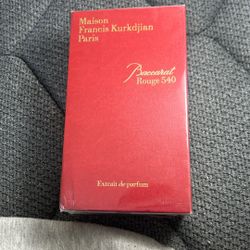 Maison
Francis Kurkdjian
Paris
Baccarat
Rouge 540
Extrait de parfum